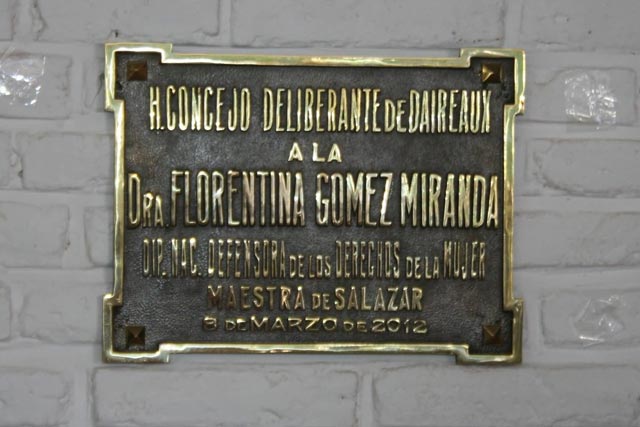 H. CONCEJO DELIBERANTE DE DAIREAUX
A LA
DRA. FLORENTINA GOMEZ MIRANDA
DIP. NAC. DEFENSORA DE LOS DERECHOS DE LA MUJER
MAESTRA DE SALAZAR
8 DE MARZO DE 2012